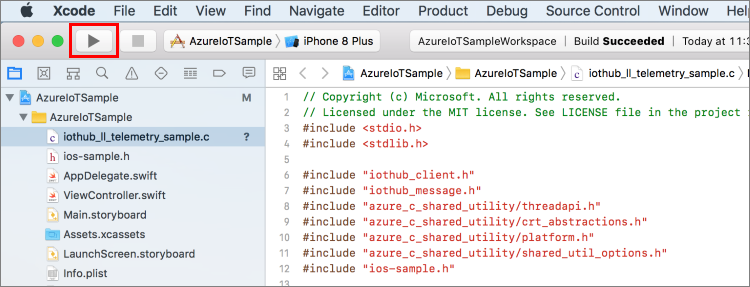 Xcode File Edit View Find Navigate Editor Product Debug Source Control Window Help
AzureIoTSample iPhone 8 Plus AzureIoTSampleWorkspace | Build Succeeded | Today at 11:3
AzureIoTSample M
AzureIoTSample
iothub_ll_telemetry_sample.c ?
ios-sample.h
AppDelegate.swift
ViewController.swift
Main.storyboard
Assets.xcassets
LaunchScreen.storyboard
Info.plist
AzureIoTSample AzureIoTSample iothub_ll_telemetry_sample.c
1 // Copyright (c) Microsoft. All rights reserved.
2 // Licensed under the MIT license. See LICENSE file in the project
3 #include <stdio.h>
4 #include <stdlib.h>
5
6 #include "iothub_client.h"
7 #include "iothub_message.h"
8 #include "azure_c_shared_utility/threadapi.h"
9 #include "azure_c_shared_utility/crt_abstractions.h"
10 #include "azure_c_shared_utility/platform.h"
11 #include "azure_c_shared_utility/shared_util_options.h"
12 #include "ios-sample.h"
13